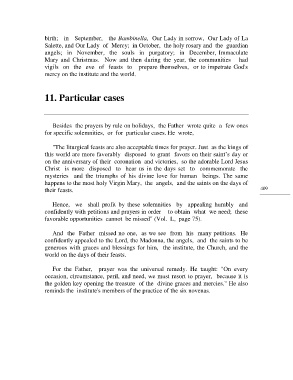 birth; in September, the Bambinella, Our Lady in sorrow, Our Lady of La
Salette, and Our Lady of Mercy; in October, the holy rosary and the guardian
angels; in November, the souls in purgatory; in December, Immaculate
Mary and Christmas. Now and then during the year, the communities had
vigils on the eve of feasts to prepare themselves, or to impetrate God's
mercy on the institute and the world.
11. Particular cases
Besides the prayers by rule on holidays, the Father wrote quite a few ones
for specific solemnities, or for particular cases. He wrote,
"The liturgical feasts are also acceptable times for prayer. Just as the kings of
this world are more favorably disposed to grant favors on their saint's day or
on the anniversary of their coronation and victories, so the adorable Lord Jesus
Christ is more disposed to hear us in the days set to commemorate the
mysteries and the triumphs of his divine love for human beings. The same
happens to the most holy Virgin Mary, the angels, and the saints on the days of
their feasts.
Hence, we shall profit by these solemnities by appealing humbly and
confidently with petitions and prayers in order to obtain what we need; these
favorable opportunities cannot be missed" (Vol. I., page 75).
And the Father missed no one, as we see from his many petitions. He
confidently appealed to the Lord, the Madonna, the angels, and the saints to be
generous with graces and blessings for him, the institute, the Church, and the
world on the days of their feasts.
For the Father, prayer was the universal remedy. He taught: "On every
occasion, circumstance, peril, and need, we must resort to prayer, because it is
the golden key opening the treasure of the divine graces and mercies." He also
reminds the institute's members of the practice of the six novenas.